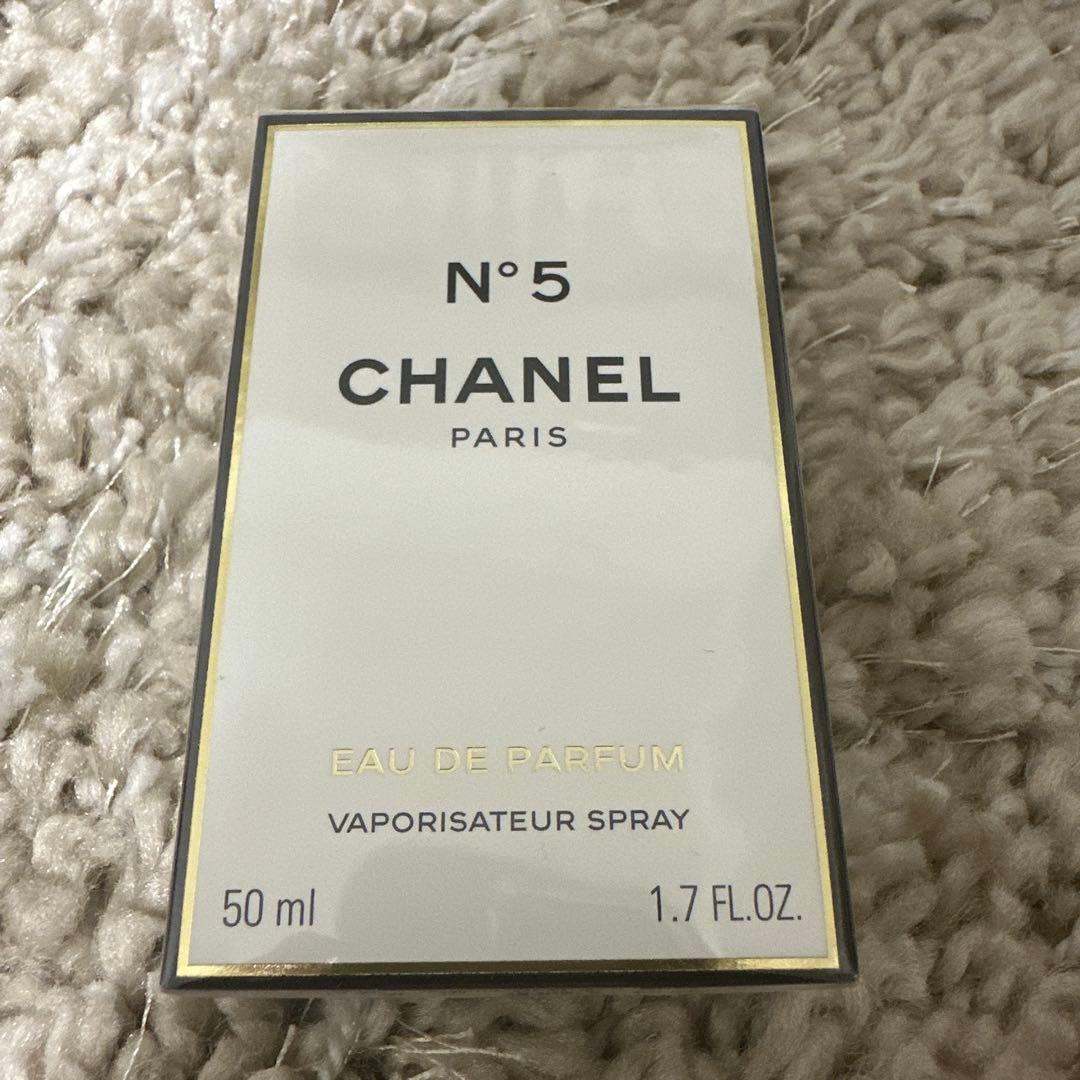 N°5
CHANEL
PARIS
EAU DE PARFUM
VAPORISATEUR SPRAY
50 ml 1.7 FL.OZ.